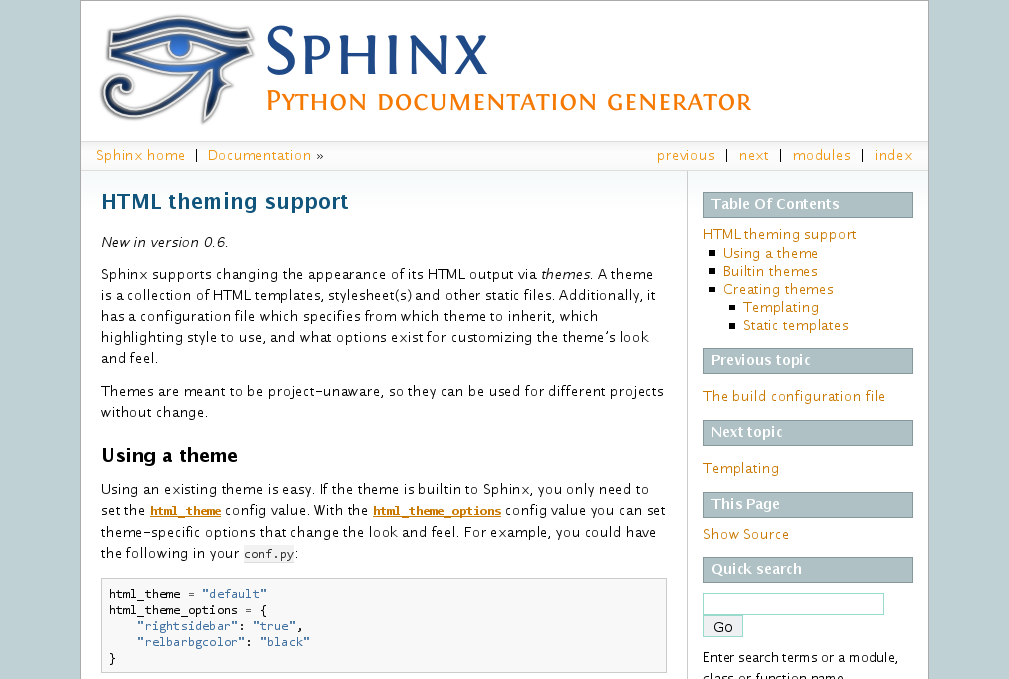 SPHINX
PYTHON DOCUMENTATION GENERATOR
Sphinx home | Documentation »
previous | next | modules | index
HTML theming support
New in version 0.6.
Sphinx supports changing the appearance of its HTML output via themes. A theme
is a collection of HTML templates, stylesheet(s) and other static files. Additionally, it
has a configuration file which specifies from which theme to inherit, which
highlighting style to use, and what options exist for customizing the theme's look
and feel.
Themes are meant to be project-unaware, so they can be used for different projects
without change.
Using a theme
Using an existing theme is easy. If the theme is builtin to Sphinx, you only need to
set the html_theme config value. With the html_theme_options config value you can set
theme-specific options that change the look and feel. For example, you could have
the following in your conf.py:
html_theme = "default"
html_theme_options = {
    "rightsidebar": "true",
    "relbarbgcolor": "black"
}
Table Of Contents
HTML theming support
Using a theme
Builtin themes
Creating themes
Templating
Static templates
Previous topic
The build configuration file
Next topic
Templating
This Page
Show Source
Quick search
Go
Enter search terms or a module,
class or function name.